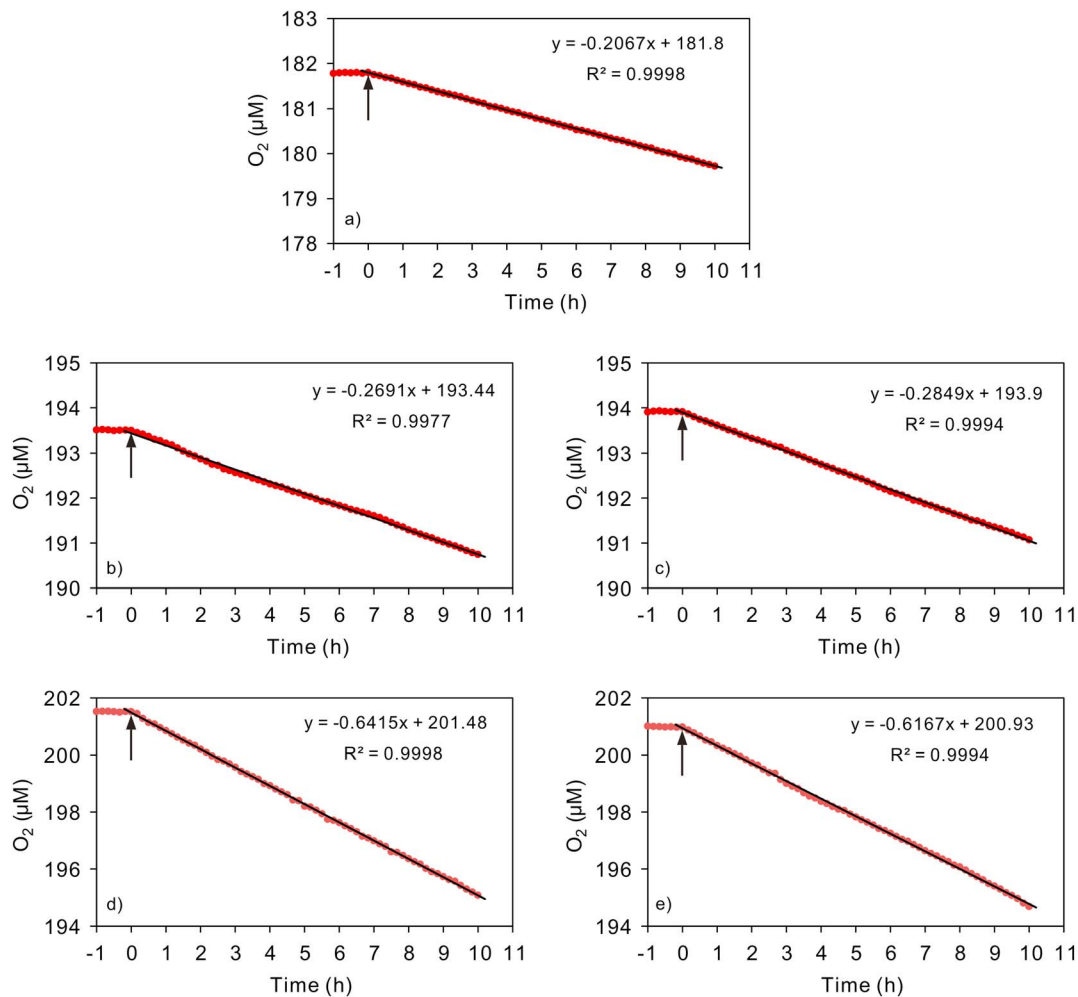 183
182
181
180
179
178
O₂ (µM)
y = -0.2067x + 181.8
R² = 0.9998
a)
-1 0 1 2 3 4 5 6 7 8 9 10 11
Time (h)
195
194
193
192
191
190
O₂ (µM)
y = -0.2691x + 193.44
R² = 0.9977
b)
-1 0 1 2 3 4 5 6 7 8 9 10 11
Time (h)
195
194
193
192
191
190
O₂ (µM)
y = -0.2849x + 193.9
R² = 0.9994
c)
-1 0 1 2 3 4 5 6 7 8 9 10 11
Time (h)
202
200
198
196
194
O₂ (µM)
y = -0.6415x + 201.48
R² = 0.9998
d)
-1 0 1 2 3 4 5 6 7 8 9 10 11
Time (h)
202
200
198
196
194
O₂ (µM)
y = -0.6167x + 200.93
R² = 0.9994
e)
-1 0 1 2 3 4 5 6 7 8 9 10 11
Time (h)